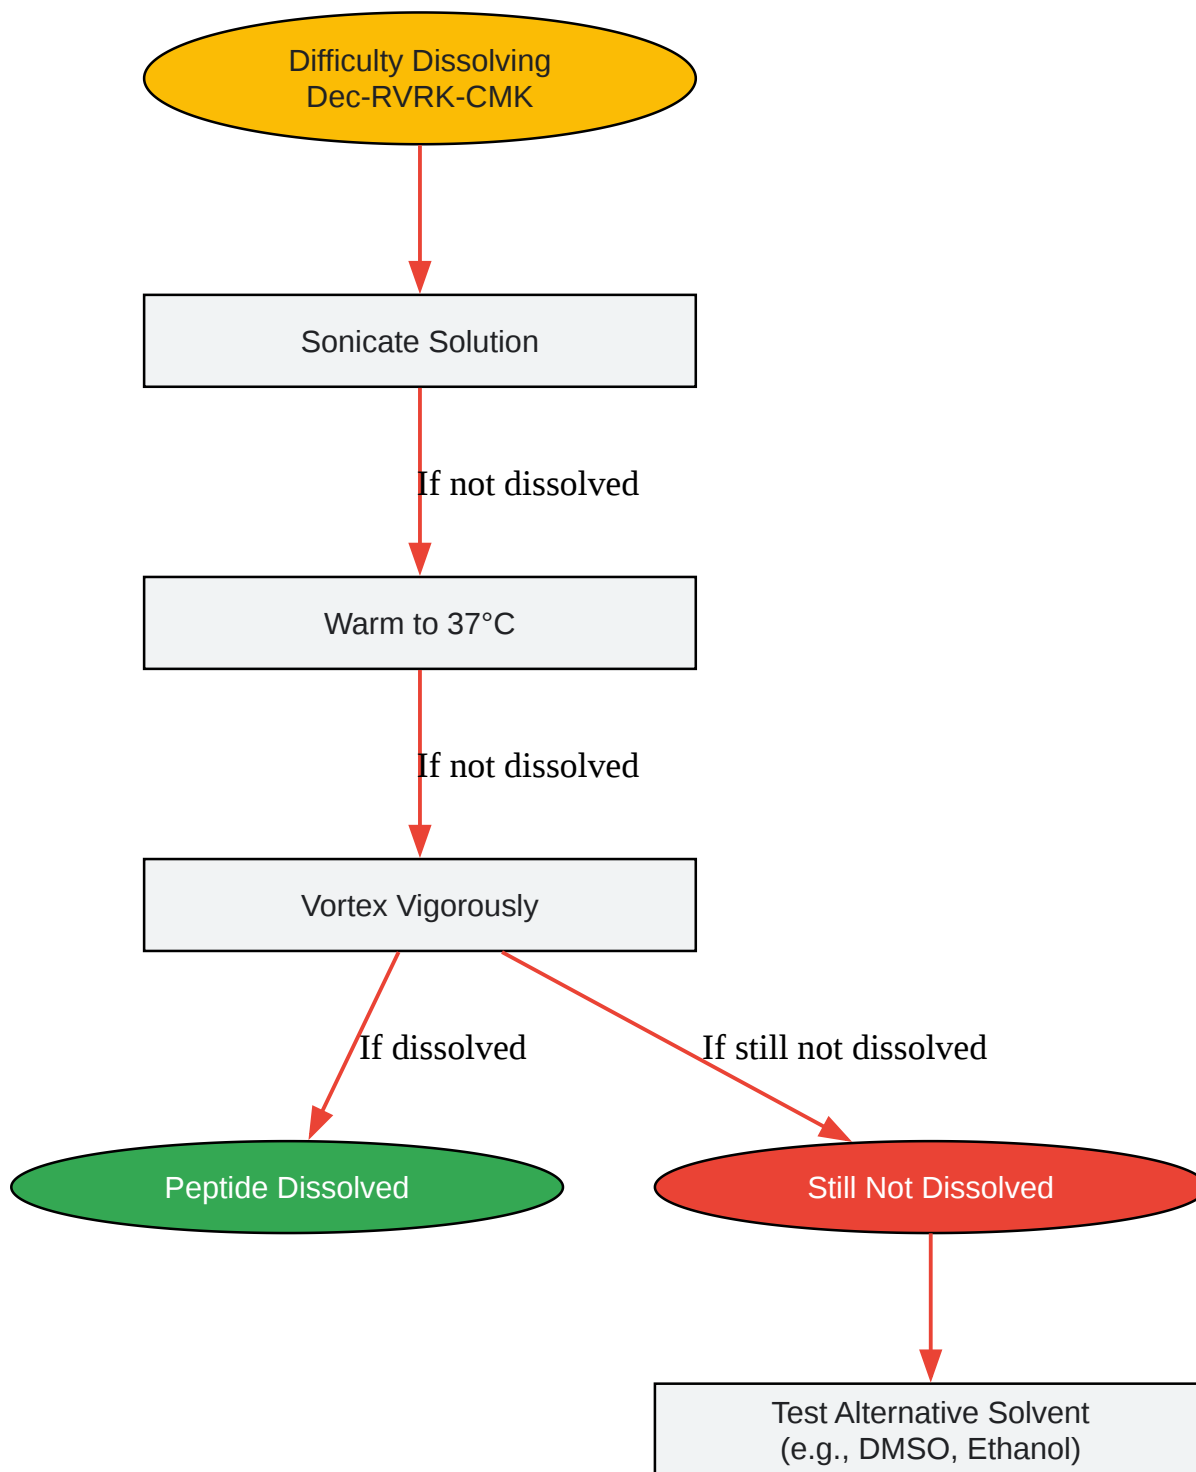 Difficulty Dissolving
Dec-RVRK-CMK
Sonicate Solution
If not dissolved
Warm to 37°C
If not dissolved
Vortex Vigorously
If dissolved
If still not dissolved
Peptide Dissolved
Still Not Dissolved
Test Alternative Solvent
(e.g., DMSO, Ethanol)